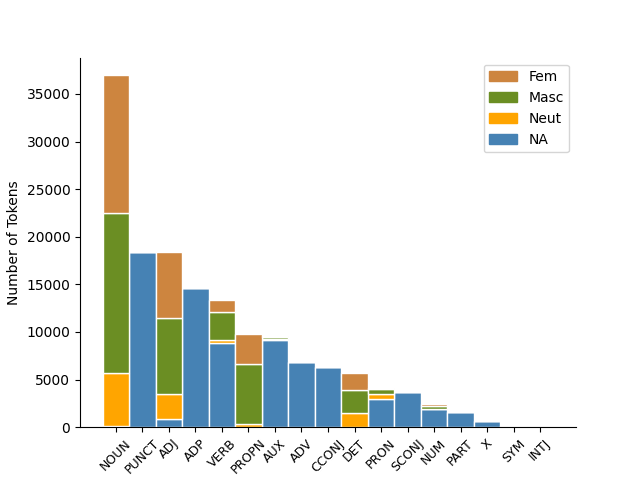 Fem
Masc
Neut
NA
Number of Tokens
35000
30000
25000
20000
15000
10000
5000
0
NOUN
PUNCT
ADJ
ADP
VERB
PROPN
AUX
ADV
CCONJ
DET
PRON
SCONJ
NUM
PART
X
SYM
INTJ